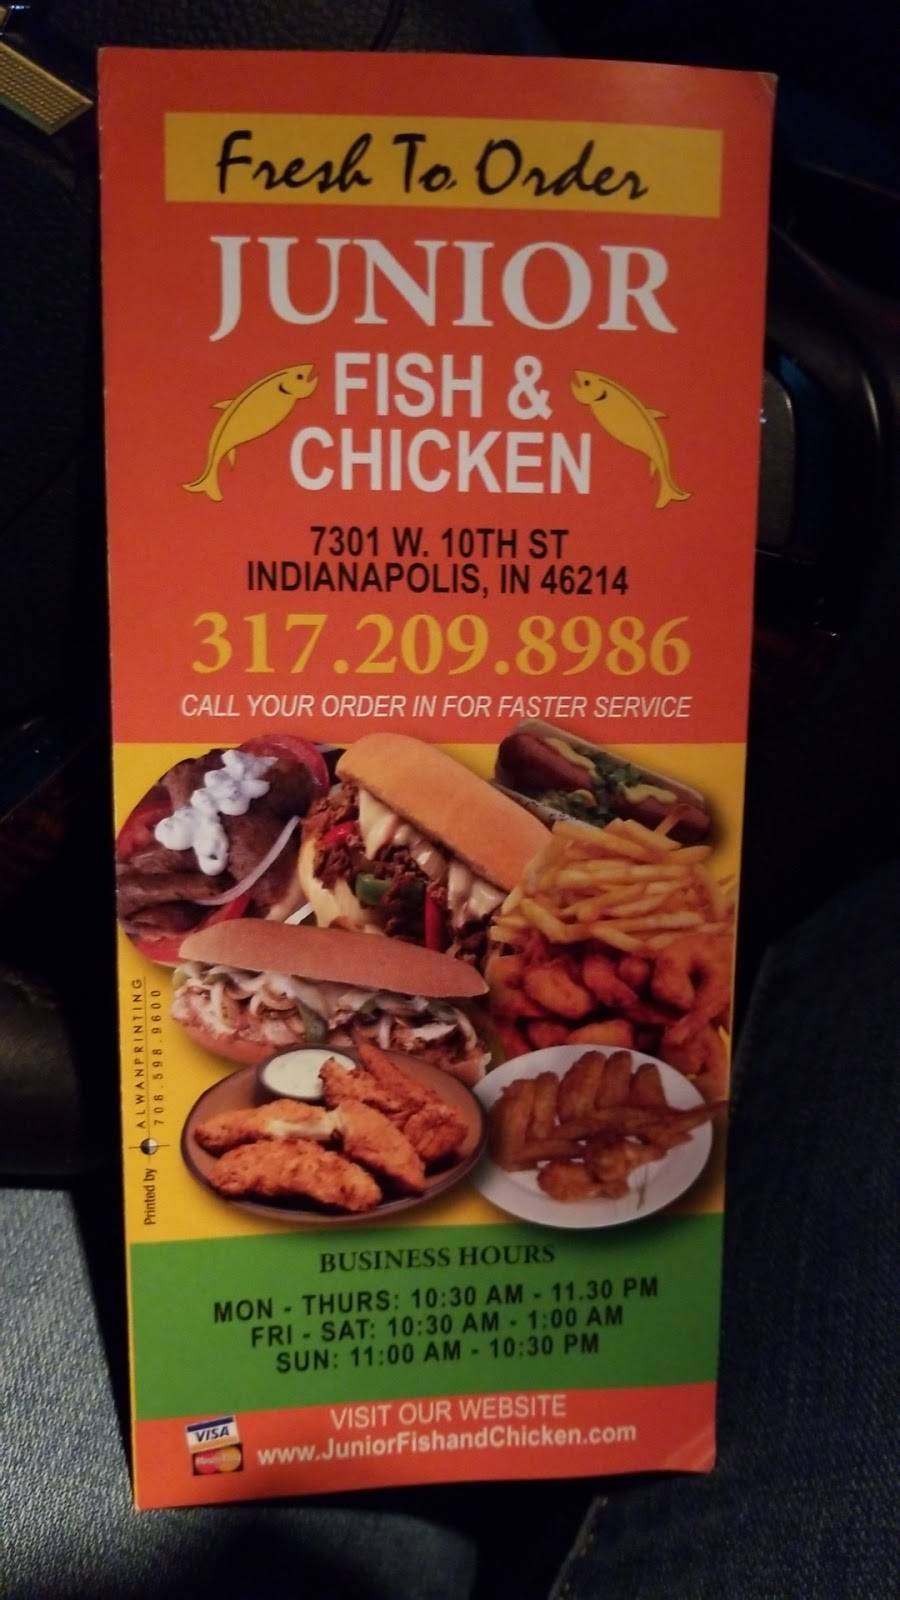 Fresh To Order
JUNIOR
FISH &
CHICKEN
7301 W. 10TH ST
INDIANAPOLIS, IN 46214
317.209.8986
CALL YOUR ORDER IN FOR FASTER SERVICE
Printed by
ALWANPRINTING
708.598.9600
BUSINESS HOURS
MON - THURS: 10:30 AM - 11.30 PM
FRI - SAT: 10:30 AM - 1:00 AM
SUN: 11:00 AM - 10:30 PM
VISIT OUR WEBSITE
www.JuniorFishandChicken.com
VISA
MasterCard